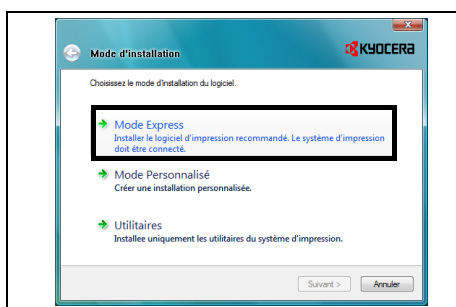 Mode d'installation
KYOCERA
Choisissez le mode d'installation du logiciel.
Mode Express
Installer le logiciel d'impression recommandé. Le système d'impression
doit être connecté.
Mode Personnalisé
Créer une installation personnalisée.
Utilitaires
Installee uniquement les utilitaires du système d'impression.
Suivant >
Annuler